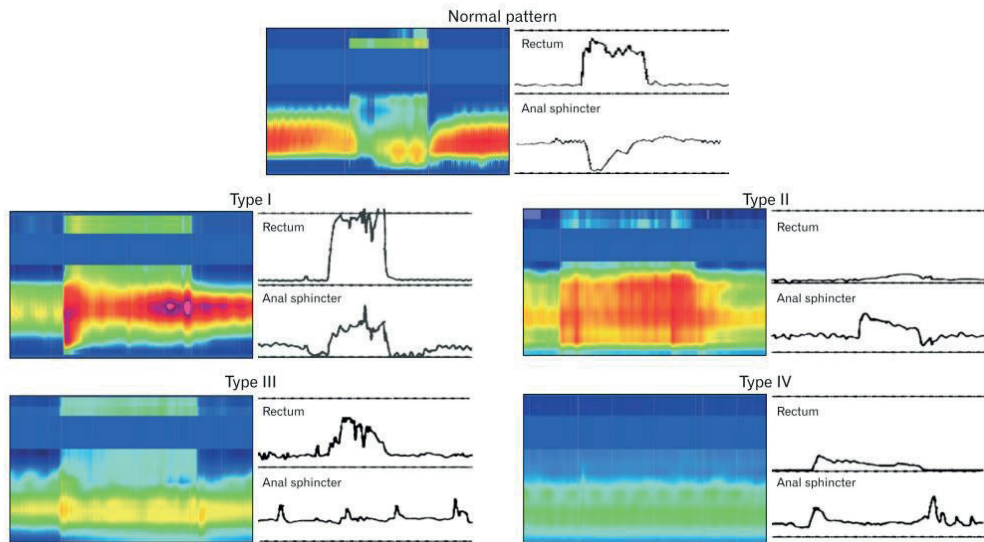 Normal pattern
Rectum
Anal sphincter
Type I
Rectum
Anal sphincter
Type II
Rectum
Anal sphincter
Type III
Rectum
Anal sphincter
Type IV
Rectum
Anal sphincter